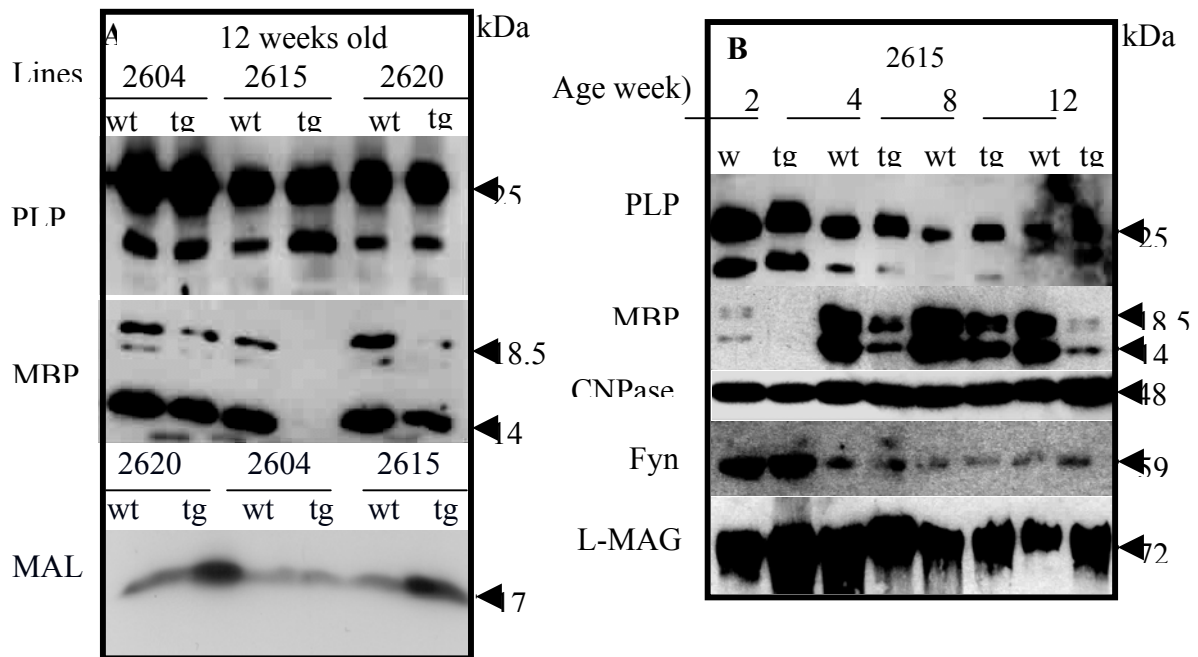 A
12 weeks old
kDa
Lines
2604 2615 2620
wt tg wt tg wt tg
PLP
25
MBP
18.5
14
2620 2604 2615
wt tg wt tg wt tg
MAL
17
B
2615
kDa
Age week)
2 4 8 12
w tg wt tg wt tg wt tg
PLP
25
MBP
18.5
14
CNPase
48
Fyn
59
L-MAG
72